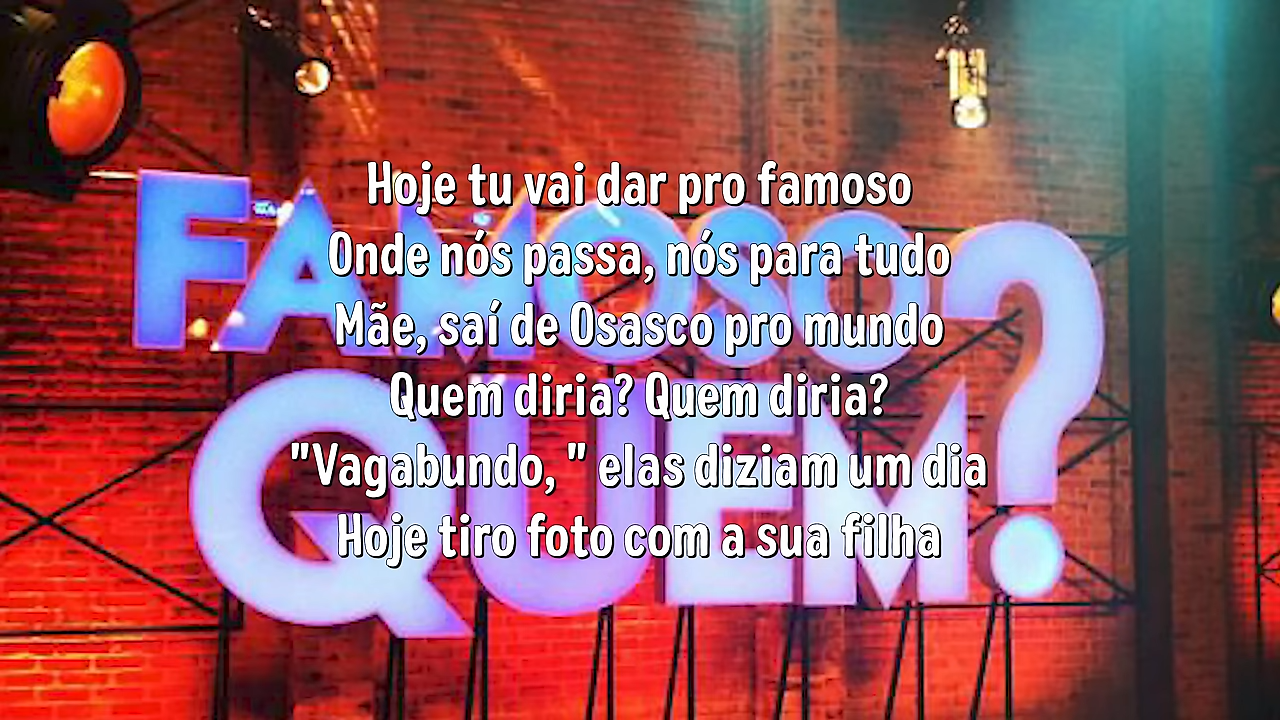 FAMOSO
QUEM?
Hoje tu vai dar pro famoso
Onde nós passa, nós para tudo
Mãe, saí de Osasco pro mundo
Quem diria? Quem diria?
"Vagabundo, " elas diziam um dia
Hoje tiro foto com a sua filha